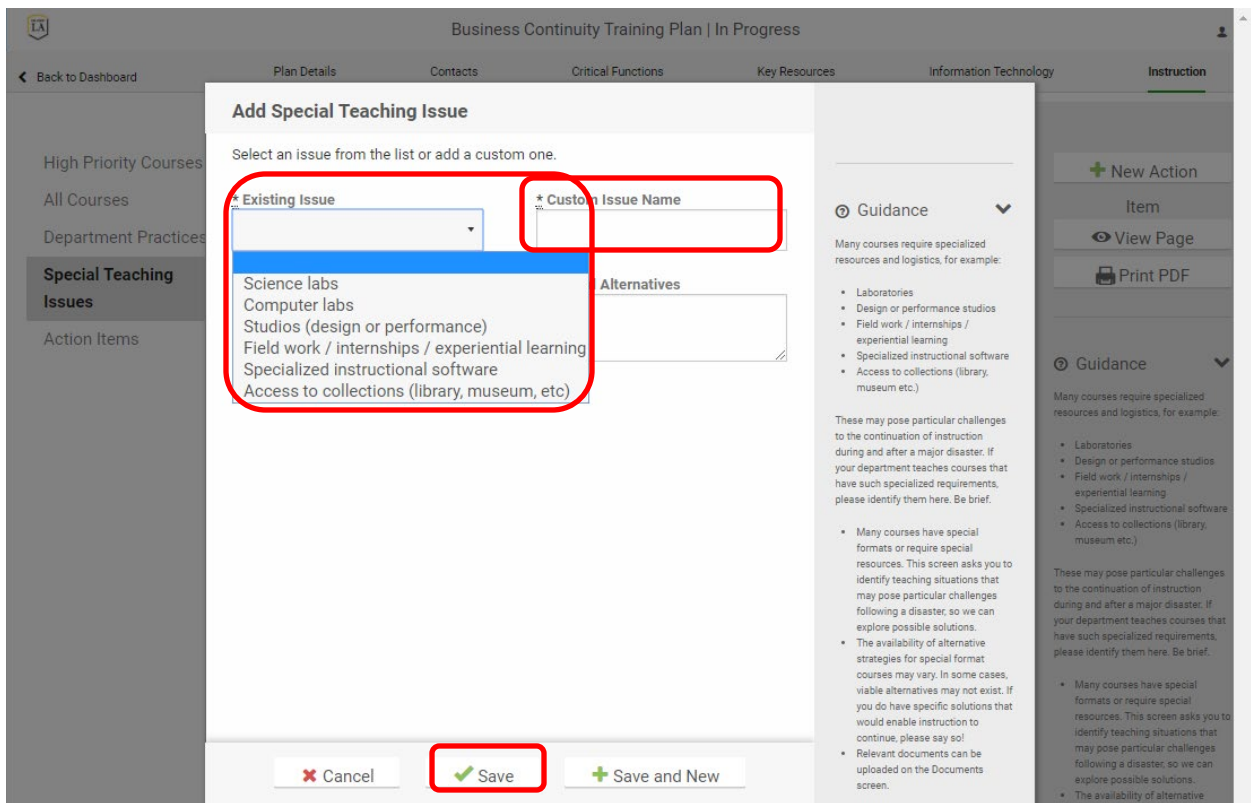 LA
Business Continuity Training Plan | In Progress
Back to Dashboard
Plan Details
Contacts
Critical Functions
Key Resources
Information Technology
Instruction
High Priority Courses
All Courses
Department Practices
Special Teaching
Issues
Action Items
Add Special Teaching Issue
Select an issue from the list or add a custom one.
* Existing Issue
* Custom Issue Name
Science labs
Computer labs
Studios (design or performance)
Field work / internships / experiential learning
Specialized instructional software
Access to collections (library, museum, etc)
Alternatives
Cancel
Save
Save and New
Guidance
Many courses require specialized
resources and logistics, for example:
• Laboratories
• Design or performance studios
• Field work / internships /
experiential learning
• Specialized instructional software
• Access to collections (library,
museum etc.)
These may pose particular challenges
to the continuation of instruction
during and after a major disaster. If
your department teaches courses that
have such specialized requirements,
please identify them here. Be brief.
• Many courses have special
formats or require special
resources. This screen asks you to
identify teaching situations that
may pose particular challenges
following a disaster, so we can
explore possible solutions.
• The availability of alternative
strategies for special format
courses may vary. In some cases,
viable alternatives may not exist. If
you do have specific solutions that
would enable instruction to
continue, please say so!
• Relevant documents can be
uploaded on the Documents
screen.
New Action
Item
View Page
Print PDF
Guidance
Many courses require specialized
resources and logistics, for example:
• Laboratories
• Design or performance studios
• Field work / internships /
experiential learning
• Specialized instructional software
• Access to collections (library,
museum etc.)
These may pose particular challenges
to the continuation of instruction
during and after a major disaster. If
your department teaches courses that
have such specialized requirements,
please identify them here. Be brief.
• Many courses have special
formats or require special
resources. This screen asks you to
identify teaching situations that
may pose particular challenges
following a disaster, so we can
explore possible solutions.
• The availability of alternative